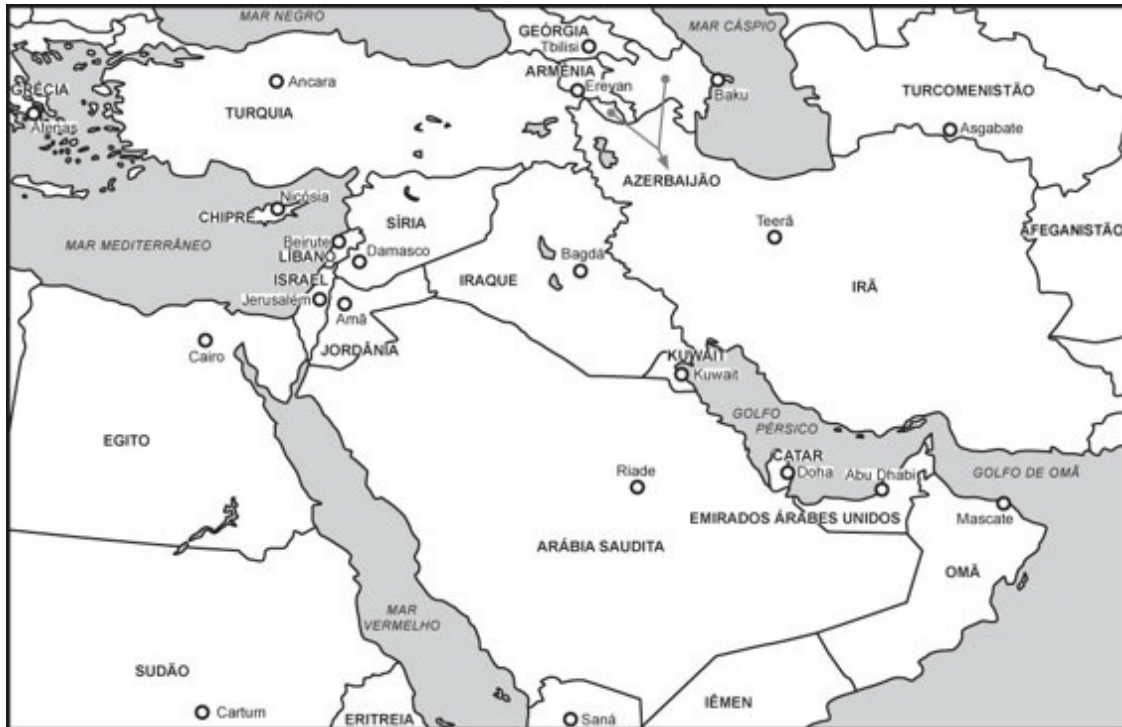 MAR NEGRO
MAR CÁSPIO
GEÓRGIA
Tbilisi
ARMÊNIA
Erevan
Baku
TURCOMENISTÃO
Asgabate
GRÉCIA
Atenas
Ancara
TURQUIA
AZERBAIJÃO
Nicósia
CHIPRE
SÍRIA
Teerã
AFEGANISTÃO
MAR MEDITERRÂNEO
Beirute
LÍBANO
Damasco
Bagdá
IRAQUE
IRÃ
ISRAEL
Jerusalém
Amã
JORDÂNIA
Cairo
KUWAIT
Kuwait
EGITO
GOLFO
PÉRSICO
CATAR
Doha
Abu Dhabi
GOLFO DE OMÃ
Riade
EMIRADOS ÁRABES UNIDOS
Mascate
ARÁBIA SAUDITA
OMÃ
MAR
VERMELHO
SUDÃO
Cartum
ERITREIA
Saná
IÊMEN